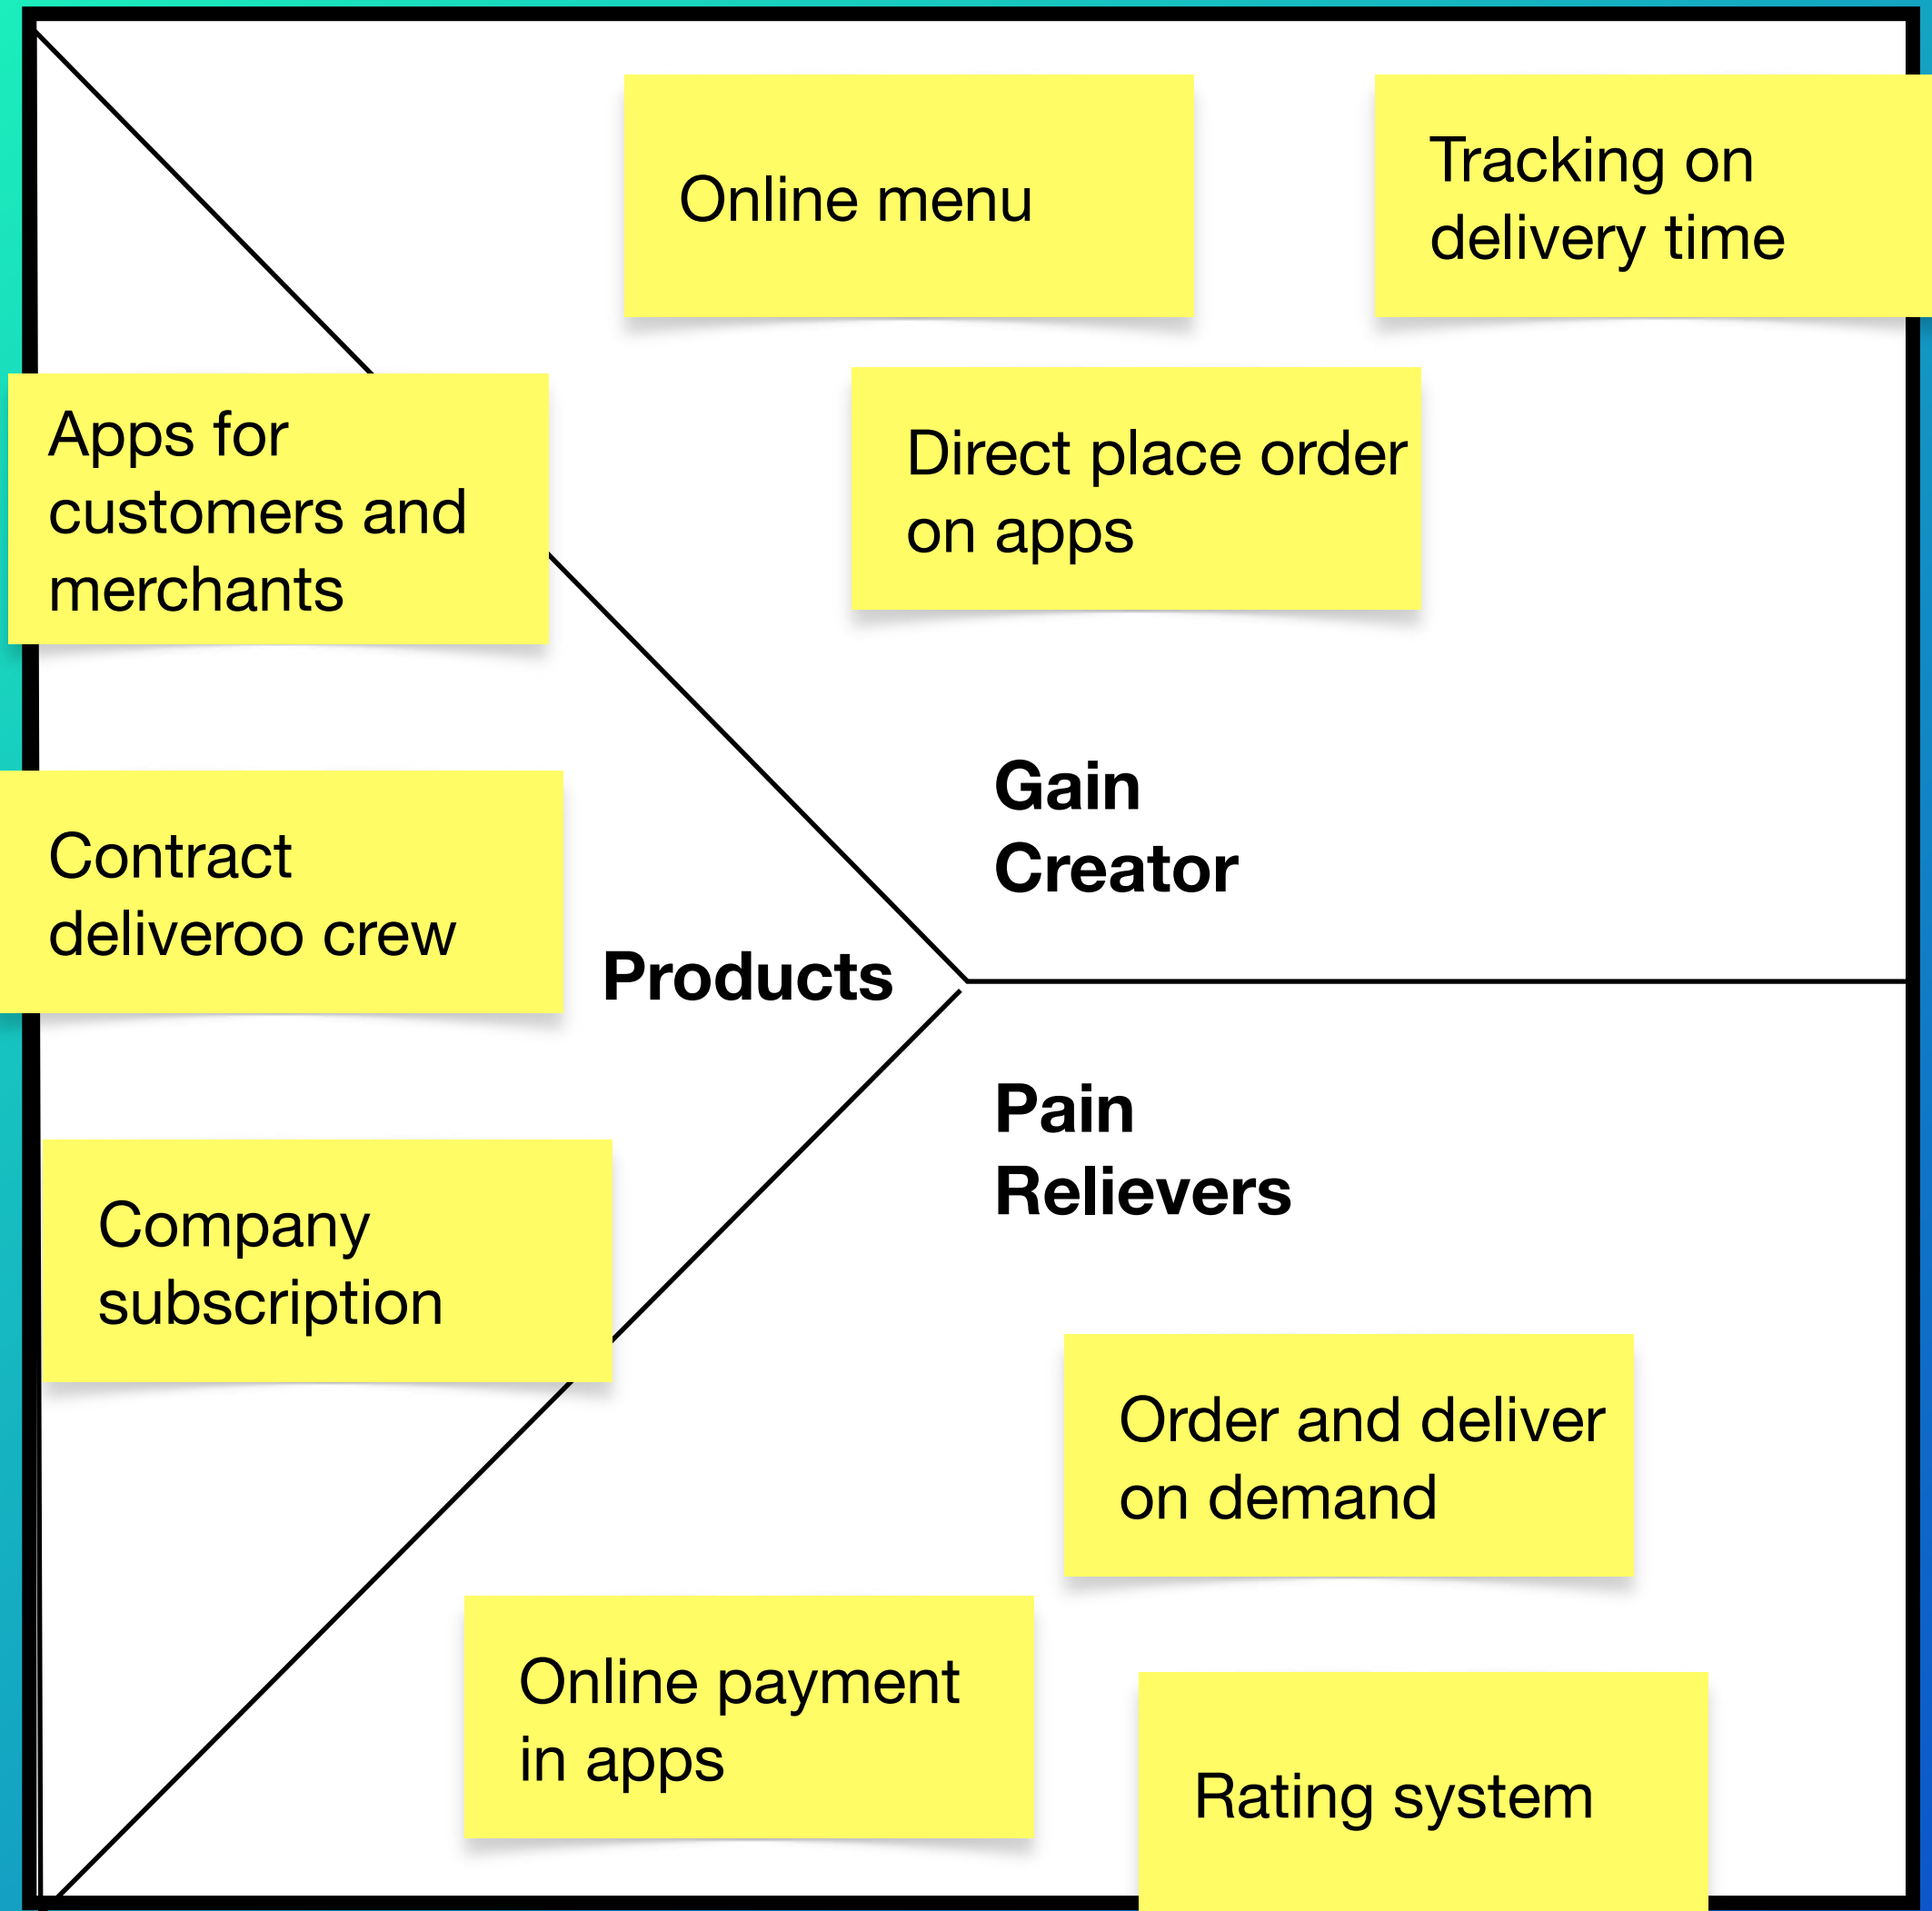 Online menu
Tracking on
delivery time
Apps for
customers and
merchants
Direct place order
on apps
Gain
Creator
Contract
deliveroo crew
Products
Pain
Relievers
Company
subscription
Order and deliver
on demand
Online payment
in apps
Rating system